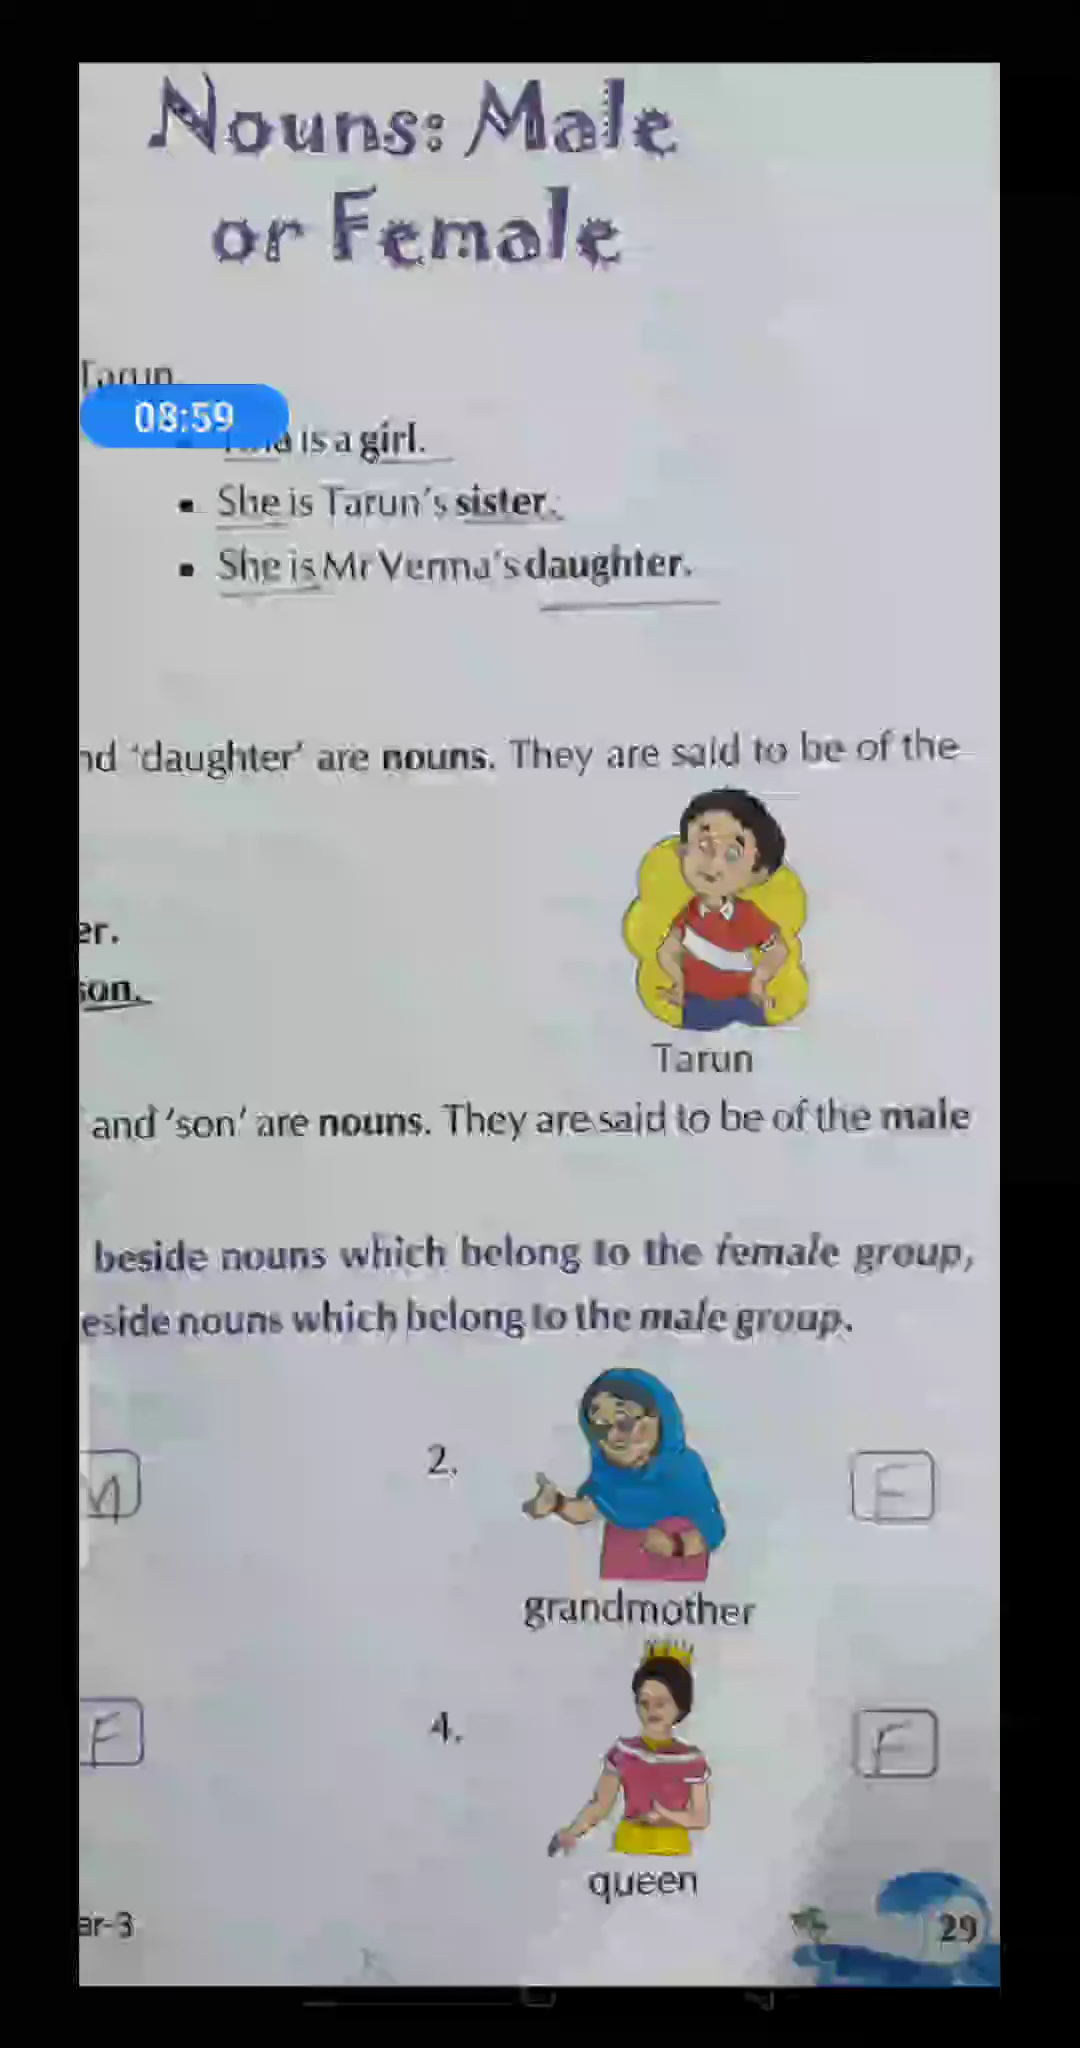 Nouns: Male
or Female
Tarun.
08:59
is a girl.
She is Tarun's sister.
She is Mr Verma's daughter.
nd 'daughter' are nouns. They are said to be of the
er.
son.
Tarun
and 'son' are nouns. They are said to be of the male
beside nouns which belong to the female group,
eside nouns which belong to the male group.
M
2.
F
grandmother
F
4.
F
queen
ar-3
29